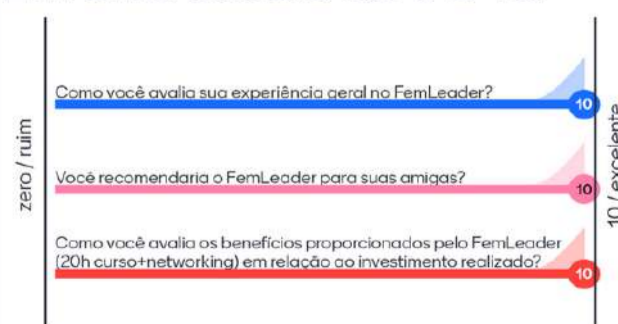 Como você avalia sua experiência geral no FemLeader?
10
Você recomendaria o FemLeader para suas amigas?
10
Como você avalia os benefícios proporcionados pelo FemLeader
(20h curso+networking) em relação ao investimento realizado?
10
zero / ruim
10 / excelente